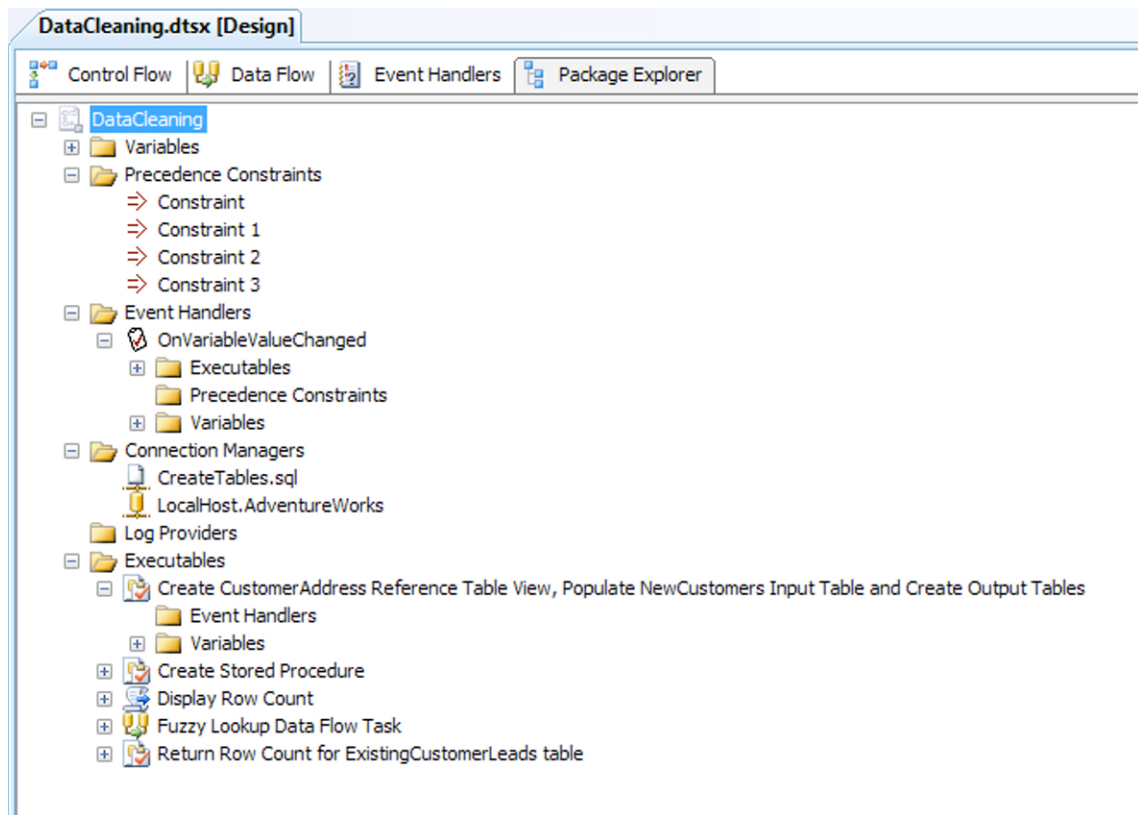 DataCleaning.dtsx [Design]
Control Flow Data Flow Event Handlers Package Explorer
DataCleaning
Variables
Precedence Constraints
Constraint
Constraint 1
Constraint 2
Constraint 3
Event Handlers
OnVariableValueChanged
Executables
Precedence Constraints
Variables
Connection Managers
CreateTables.sql
LocalHost.AdventureWorks
Log Providers
Executables
Create CustomerAddress Reference Table View, Populate NewCustomers Input Table and Create Output Tables
Event Handlers
Variables
Create Stored Procedure
Display Row Count
Fuzzy Lookup Data Flow Task
Return Row Count for ExistingCustomerLeads table